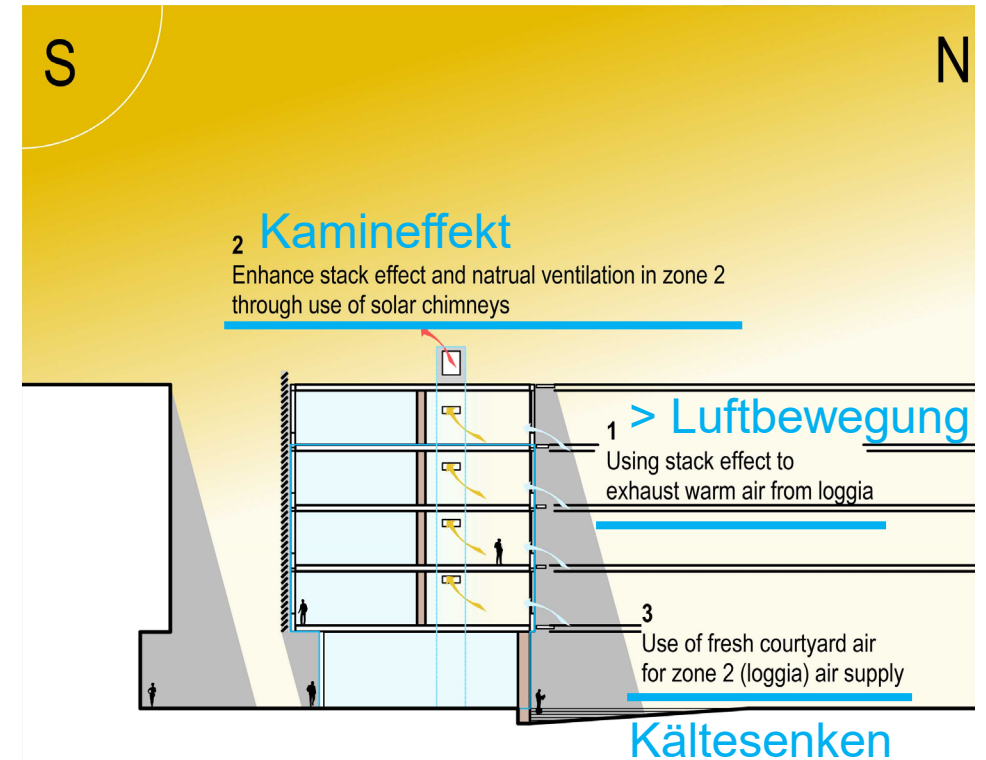 S
N
2 Kamineffekt
Enhance stack effect and natrual ventilation in zone 2
through use of solar chimneys
1 > Luftbewegung
Using stack effect to
exhaust warm air from loggia
3
Use of fresh courtyard air
for zone 2 (loggia) air supply
Kältesenken